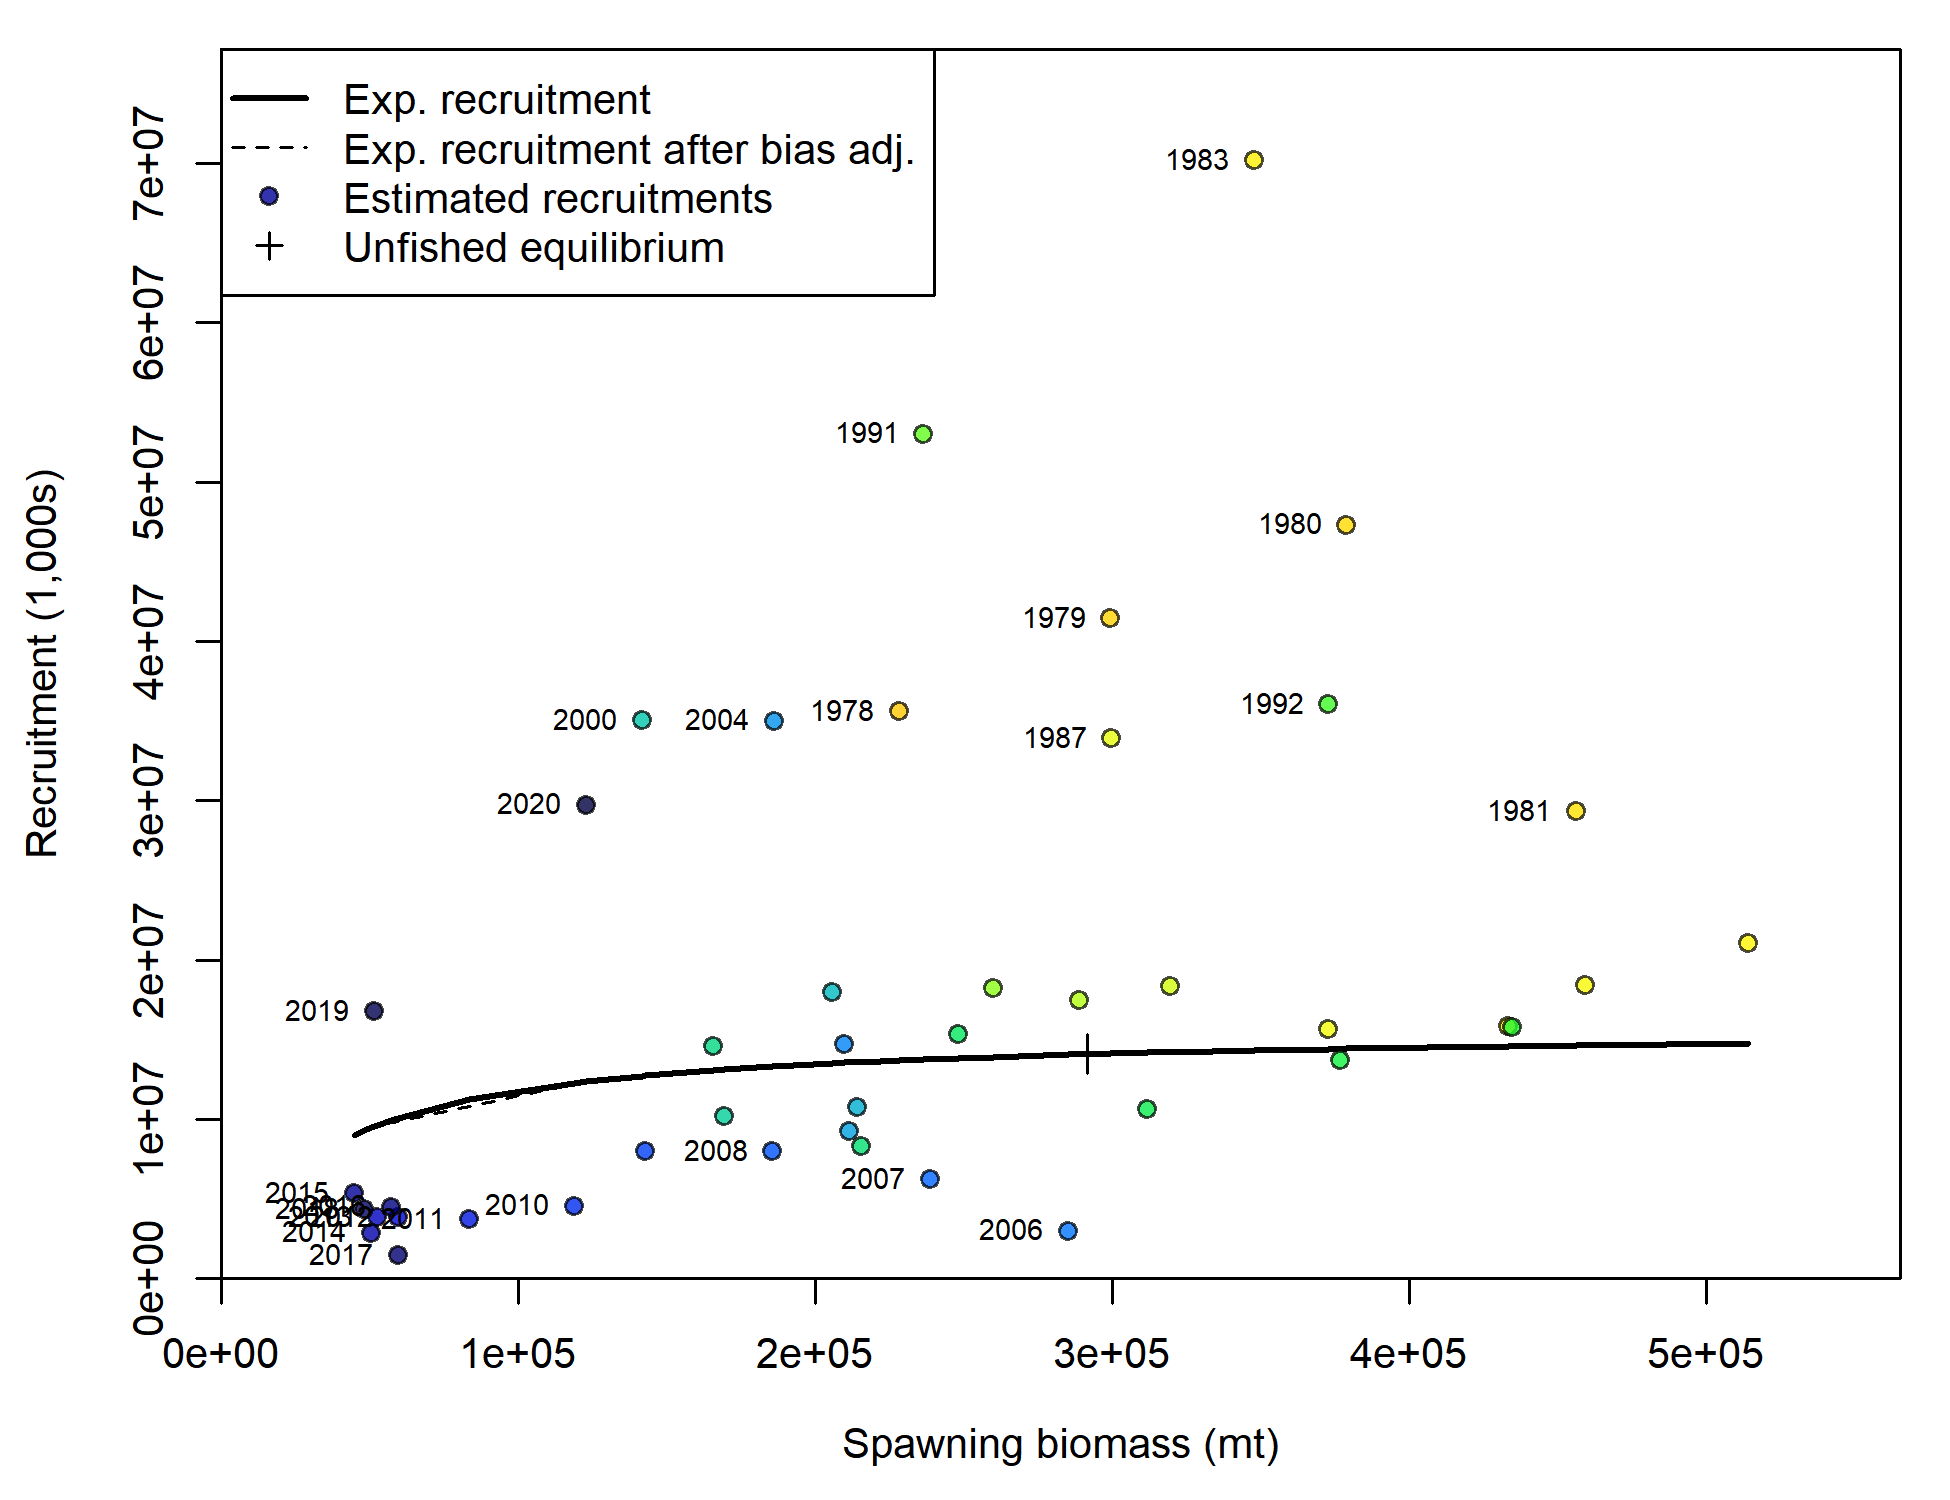 Exp. recruitment
Exp. recruitment after bias adj.
Estimated recruitments
Unfished equilibrium
7e+07
6e+07
5e+07
4e+07
3e+07
2e+07
1e+07
0e+00
Recruitment (1,000s)
1983
1991
1980
1979
1992
2000
2004
1978
1987
2020
1981
2019
2008
2007
2015
2010
2011
2006
2014
2017
0e+00
1e+05
2e+05
3e+05
4e+05
5e+05
Spawning biomass (mt)